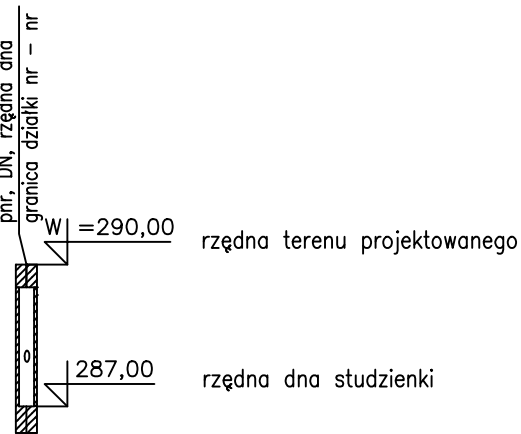 pnr, DN, rzędna dna
granica działki nr - nr
W =290,00
rzędna terenu projektowanego
0
287,00
rzędna dna studzienki